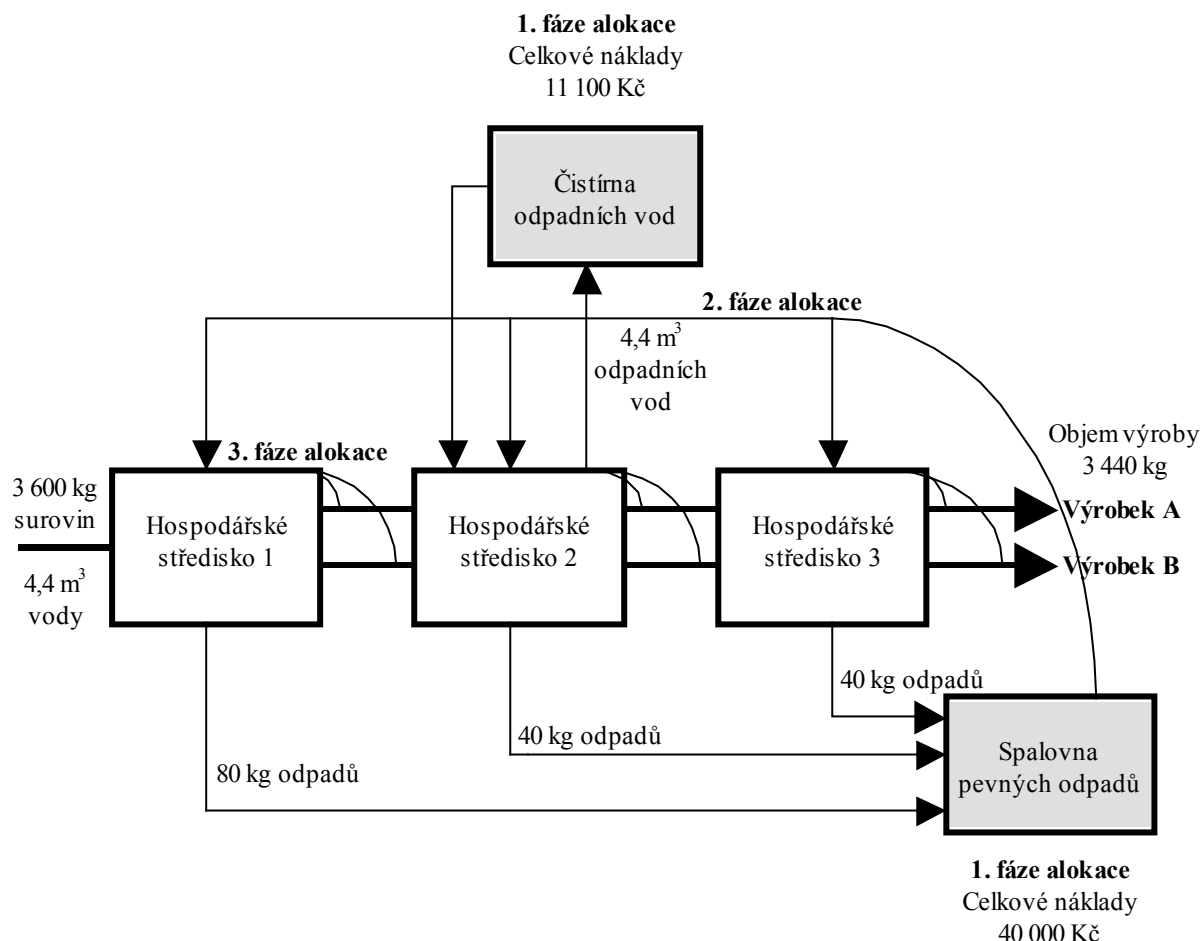 1. fáze alokace
Celkové náklady
11 100 Kč
Čistírna
odpadních vod
2. fáze alokace
4,4 m³
odpadních
vod
3. fáze alokace
Objem výroby
3 440 kg
3 600 kg
surovin
4,4 m³
vody
Hospodářské
středisko 1
Hospodářské
středisko 2
Hospodářské
středisko 3
Výrobek A
Výrobek B
40 kg odpadů
40 kg odpadů
80 kg odpadů
Spalovna
pevných odpadů
1. fáze alokace
Celkové náklady
40 000 Kč